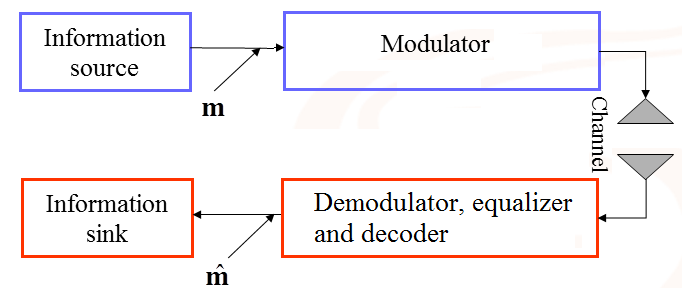 Information
source
Modulator
m
Channel
Information
sink
Demodulator, equalizer
and decoder
m̂